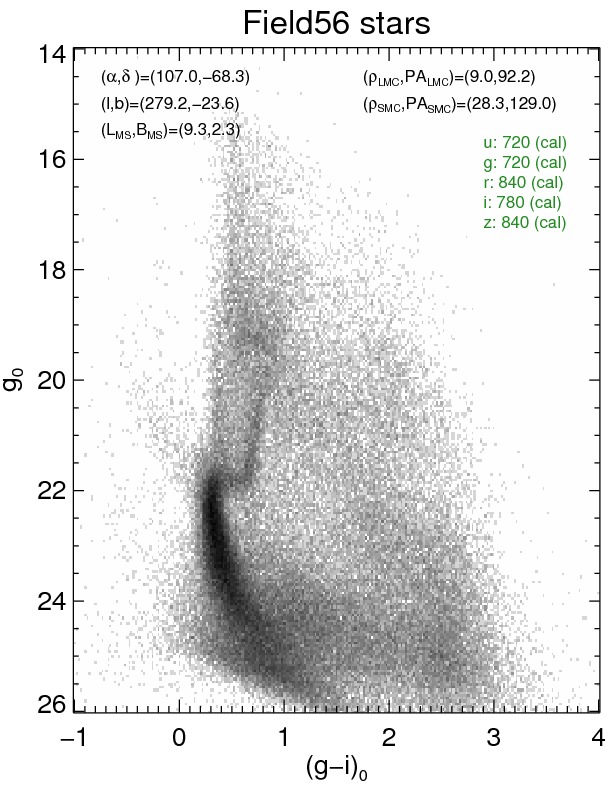 Field56 stars
(α,δ )=(107.0,−68.3)
(ρLMC,PALMC)=(9.0,92.2)
(l,b)=(279.2,−23.6)
(ρSMC,PASMC)=(28.3,129.0)
(LMS,BMS)=(9.3,2.3)
u: 720 (cal)
g: 720 (cal)
r: 840 (cal)
i: 780 (cal)
z: 840 (cal)
14
16
18
20
22
24
26
g0
−1 0 1 2 3 4
(g−i)0